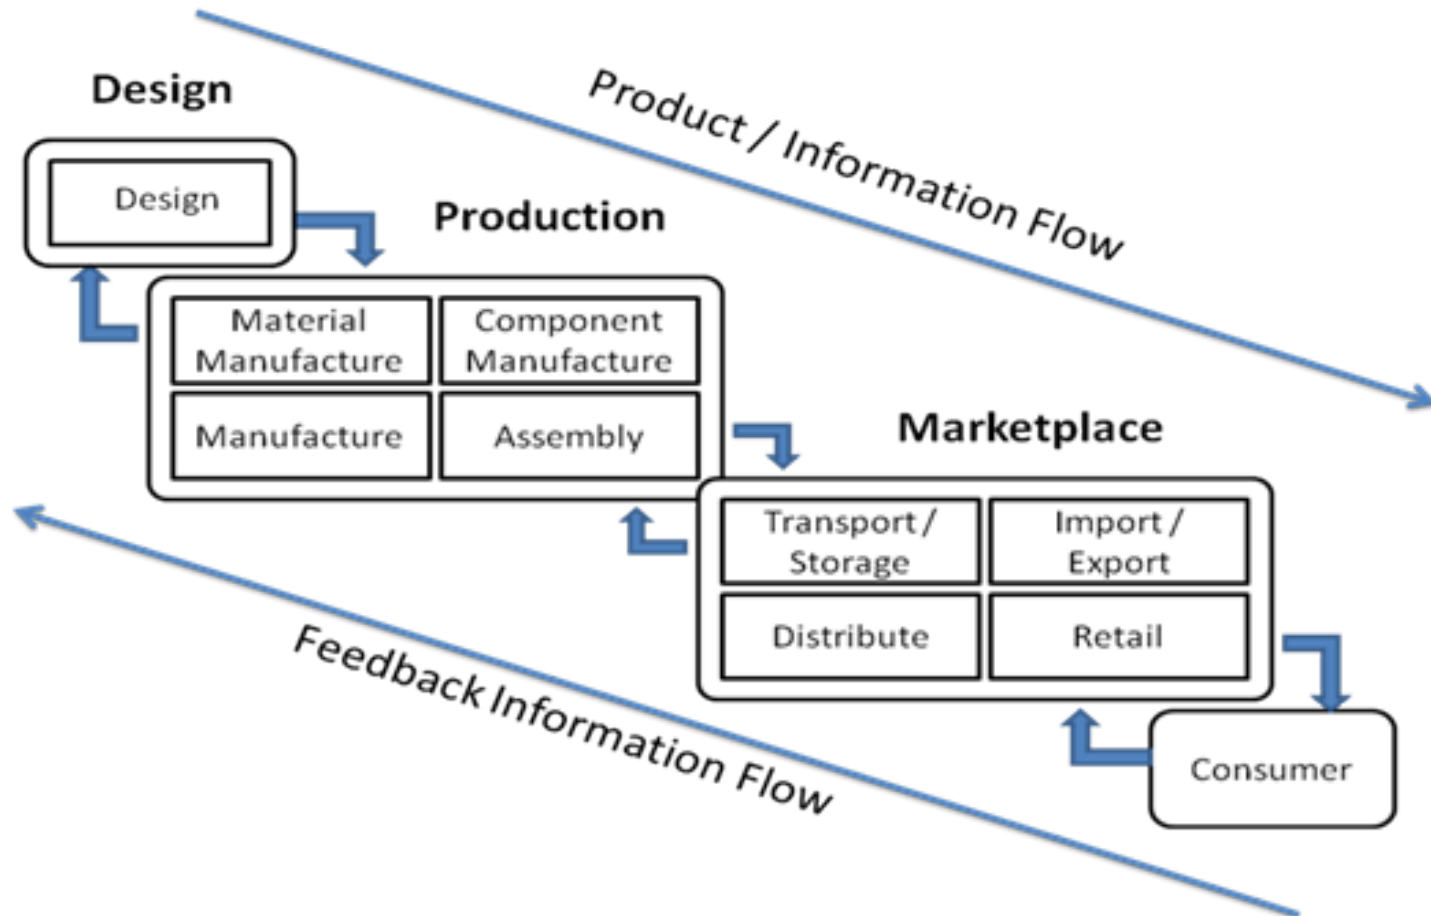 Product / Information Flow
Design
Design
Production
Material
Manufacture
Component
Manufacture
Manufacture
Assembly
Marketplace
Transport /
Storage
Import /
Export
Distribute
Retail
Feedback Information Flow
Consumer